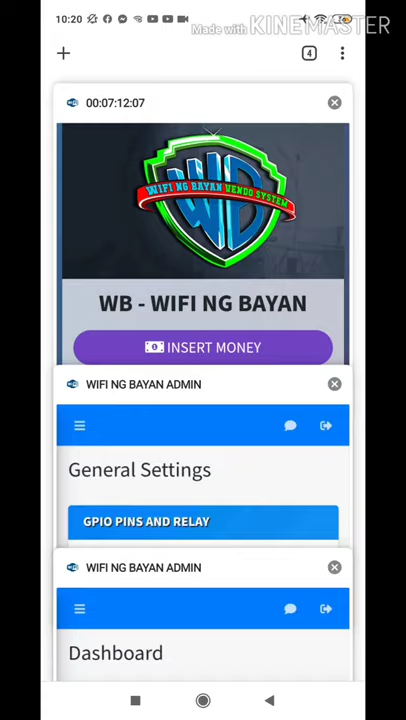 10:20
Made with KINEMASTER
4
00:07:12:07
WIFI NG BAYAN VENDO SYSTEM
WB
WB - WIFI NG BAYAN
INSERT MONEY
WIFI NG BAYAN ADMIN
General Settings
GPIO PINS AND RELAY
WIFI NG BAYAN ADMIN
Dashboard